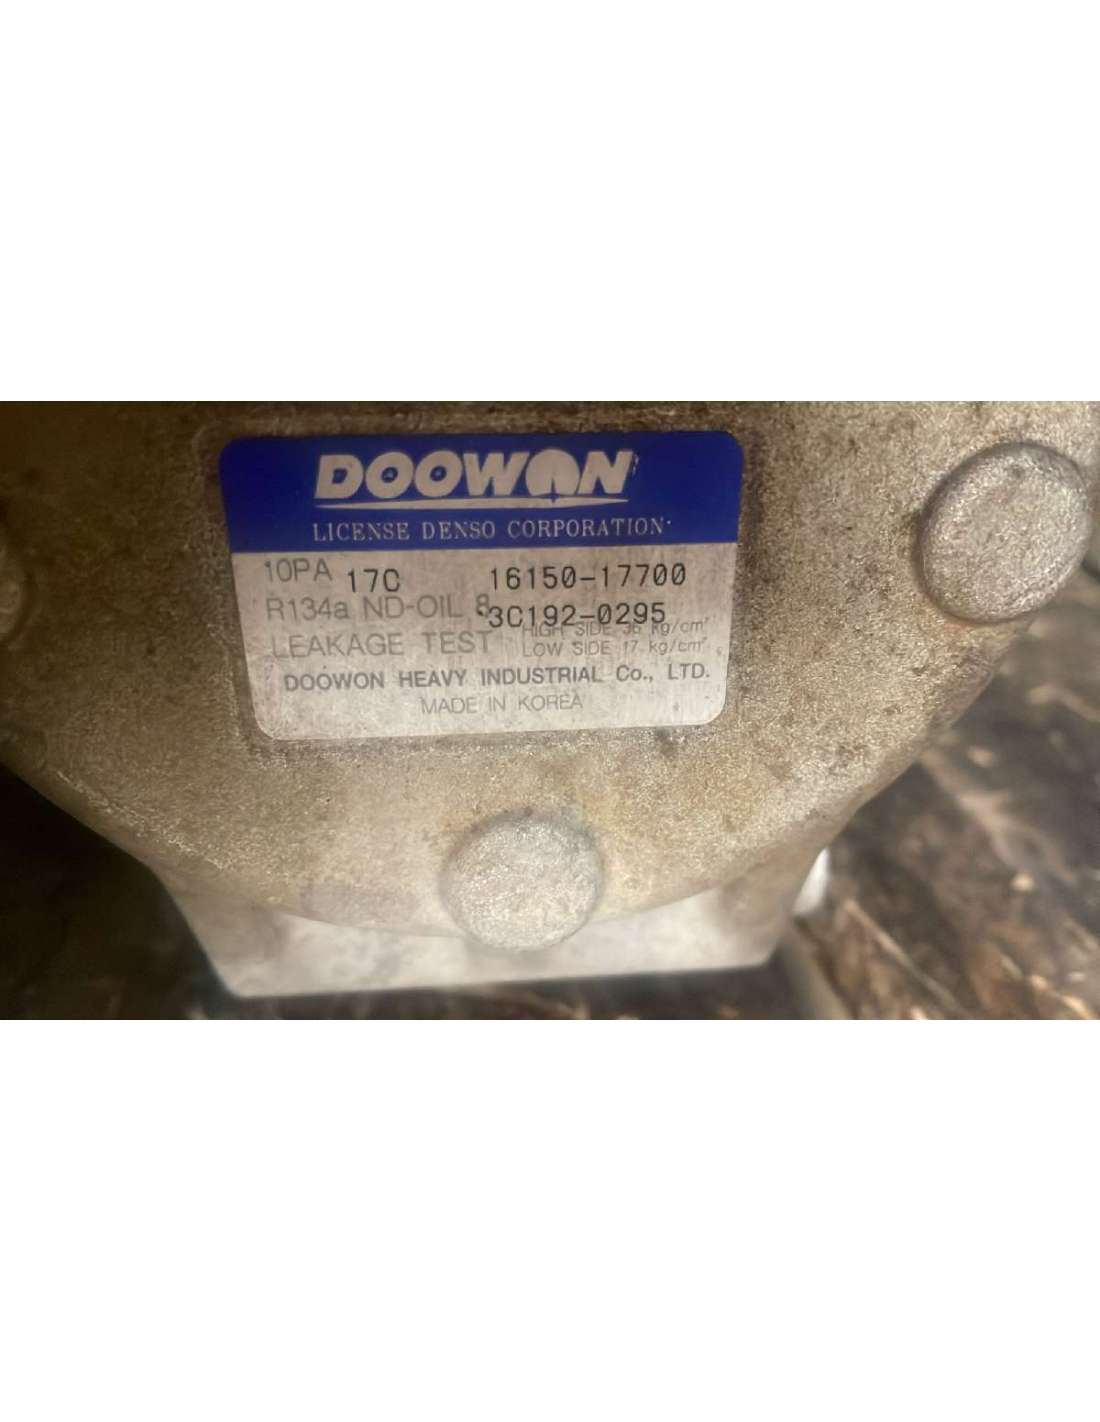 DOOWON
LICENSE DENSO CORPORATION
10PA 17C 16150-17700
R134a ND-OIL 8 3C192-0295
LEAKAGE TEST HIGH SIDE 36 kg/cm²
LOW SIDE 17 kg/cm²
DOOWON HEAVY INDUSTRIAL Co., LTD.
MADE IN KOREA